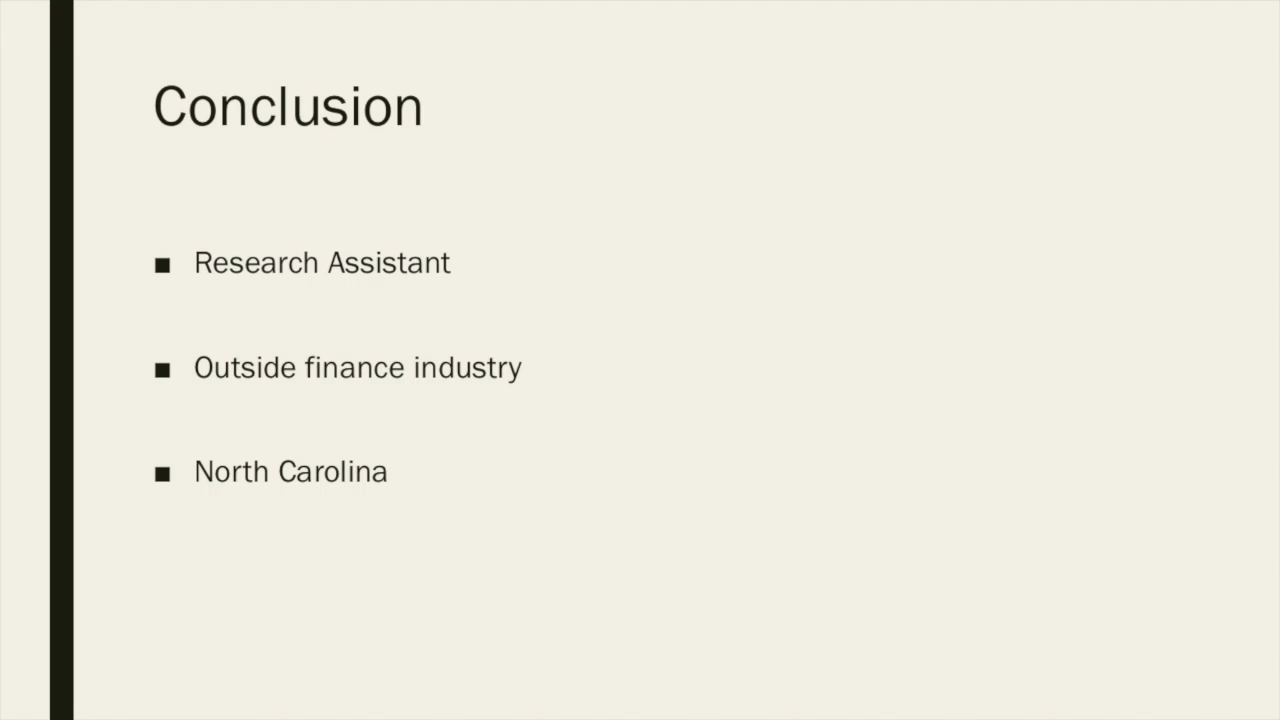 Conclusion
■ Research Assistant
■ Outside finance industry
■ North Carolina